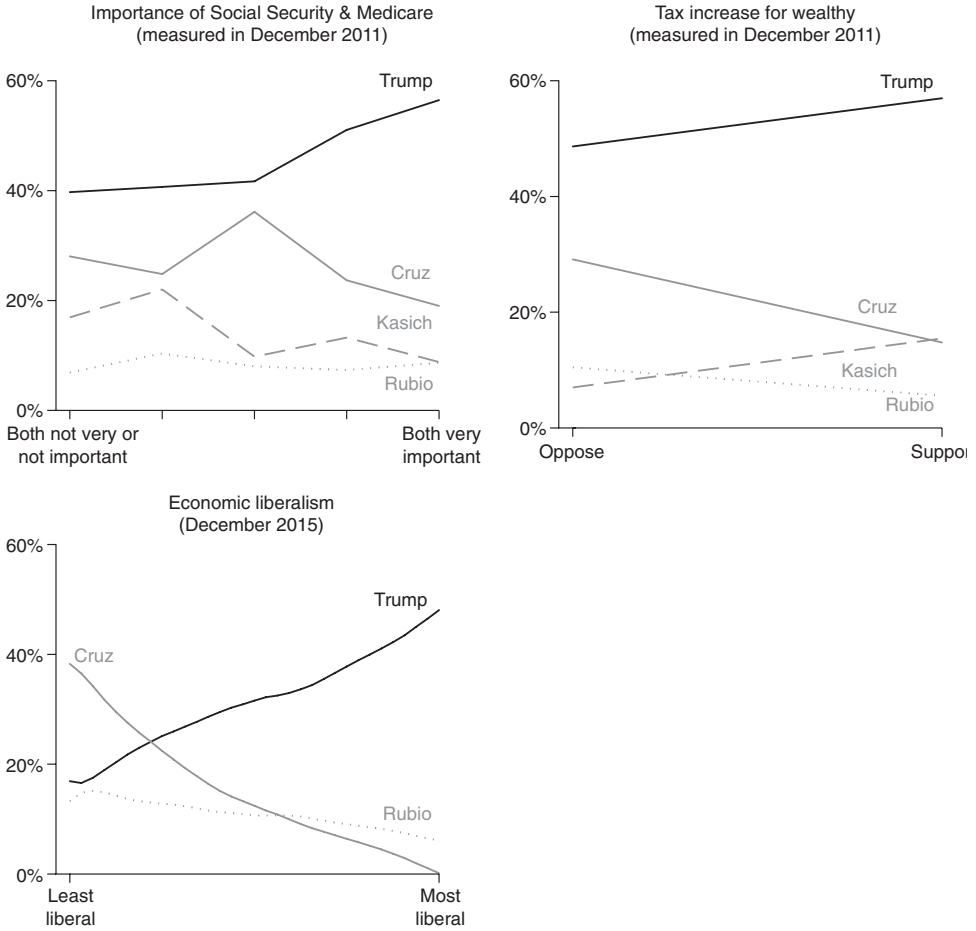 Importance of Social Security & Medicare
(measured in December 2011)
60%
40%
20%
0%
Trump
Cruz
Kasich
Rubio
Both not very or
not important
Both very
important
Tax increase for wealthy
(measured in December 2011)
60%
40%
20%
0%
Trump
Cruz
Kasich
Rubio
Oppose
Suppor
Economic liberalism
(December 2015)
60%
40%
20%
0%
Trump
Cruz
Rubio
Least
liberal
Most
liberal